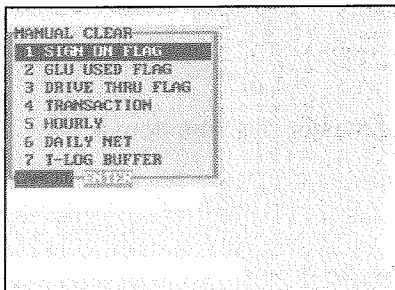 MANUAL CLEAR
1 SIGN ON FLAG
2 GLU USED FLAG
3 DRIVE THRU FLAG
4 TRANSACTION
5 HOURLY
6 DAILY NET
7 T-LOG BUFFER
ENTER